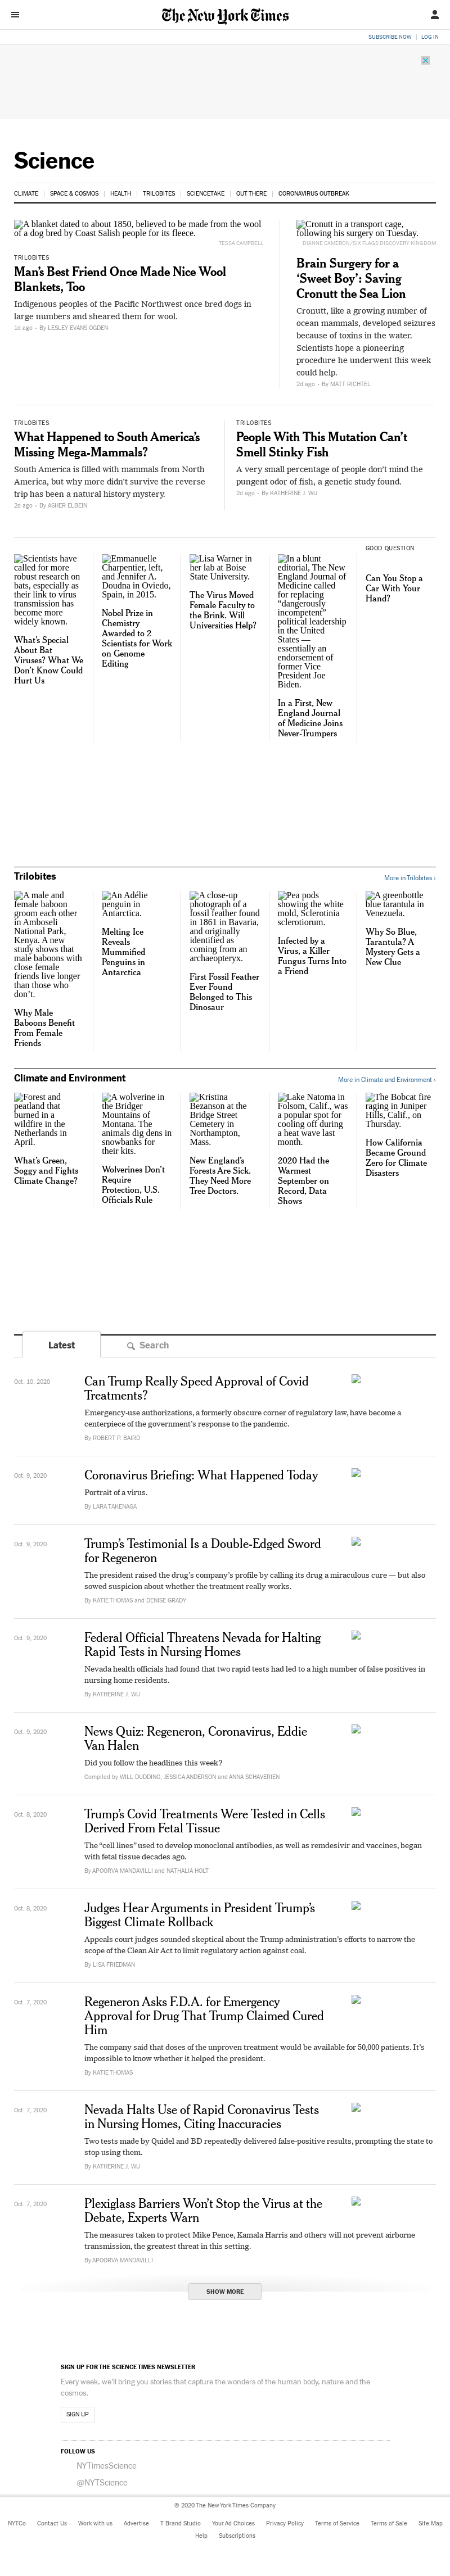 The New York Times
SUBSCRIBE NOW | LOG IN
Science
CLIMATE | SPACE & COSMOS | HEALTH | TRILOBITES | SCIENCETAKE | OUT THERE | CORONAVIRUS OUTBREAK
A blanket dated to about 1850, believed to be made from the wool
of a dog bred by Coast Salish people for its fleece.
TESSA CAMPBELL
TRILOBITES
Man’s Best Friend Once Made Nice Wool
Blankets, Too
Indigenous peoples of the Pacific Northwest once bred dogs in
large numbers and sheared them for wool.
1d ago • By LESLEY EVANS OGDEN
Cronutt in a transport cage,
following his surgery on Tuesday.
DIANNE CAMERON/SIX FLAGS DISCOVERY KINGDOM
Brain Surgery for a
‘Sweet Boy’: Saving
Cronutt the Sea Lion
Cronutt, like a growing number of
ocean mammals, developed seizures
because of toxins in the water.
Scientists hope a pioneering
procedure he underwent this week
could help.
2d ago • By MATT RICHTEL
TRILOBITES
What Happened to South America’s
Missing Mega-Mammals?
South America is filled with mammals from North
America, but why more didn’t survive the reverse
trip has been a natural history mystery.
2d ago • By ASHER ELBEIN
TRILOBITES
People With This Mutation Can’t
Smell Stinky Fish
A very small percentage of people don’t mind the
pungent odor of fish, a genetic study found.
2d ago • By KATHERINE J. WU
Scientists have
called for more
robust research on
bats, especially as
their link to virus
transmission has
become more
widely known.
What’s Special
About Bat
Viruses? What We
Don’t Know Could
Hurt Us
Emmanuelle
Charpentier, left,
and Jennifer A.
Doudna in Oviedo,
Spain, in 2015.
Nobel Prize in
Chemistry
Awarded to 2
Scientists for Work
on Genome
Editing
Lisa Warner in
her lab at Boise
State University.
The Virus Moved
Female Faculty to
the Brink. Will
Universities Help?
In a blunt
editorial, The New
England Journal of
Medicine called
for replacing
“dangerously
incompetent”
political leadership
in the United
States —
essentially an
endorsement of
former Vice
President Joe
Biden.
In a First, New
England Journal
of Medicine Joins
Never-Trumpers
GOOD QUESTION
Can You Stop a
Car With Your
Hand?
Trilobites
More in Trilobites ›
A male and
female baboon
groom each other
in Amboseli
National Park,
Kenya. A new
study shows that
male baboons with
close female
friends live longer
than those who
don’t.
Why Male
Baboons Benefit
From Female
Friends
An Adélie
penguin in
Antarctica.
Melting Ice
Reveals
Mummified
Penguins in
Antarctica
A close-up
photograph of a
fossil feather found
in 1861 in Bavaria,
and originally
identified as
coming from an
archaeopteryx.
First Fossil Feather
Ever Found
Belonged to This
Dinosaur
Pea pods
showing the white
mold, Sclerotinia
sclerotiorum.
Infected by a
Virus, a Killer
Fungus Turns Into
a Friend
A greenbottle
blue tarantula in
Venezuela.
Why So Blue,
Tarantula? A
Mystery Gets a
New Clue
Climate and Environment
More in Climate and Environment ›
Forest and
peatland that
burned in a
wildfire in the
Netherlands in
April.
What’s Green,
Soggy and Fights
Climate Change?
A wolverine in
the Bridger
Mountains of
Montana. The
animals dig dens in
snowbanks for
their kits.
Wolverines Don’t
Require
Protection, U.S.
Officials Rule
Kristina
Bezanson at the
Bridge Street
Cemetery in
Northampton,
Mass.
New England’s
Forests Are Sick.
They Need More
Tree Doctors.
Lake Natoma in
Folsom, Calif., was
a popular spot for
cooling off during
a heat wave last
month.
2020 Had the
Warmest
September on
Record, Data
Shows
The Bobcat fire
raging in Juniper
Hills, Calif., on
Thursday.
How California
Became Ground
Zero for Climate
Disasters
Latest
Search
Oct. 10, 2020
Can Trump Really Speed Approval of Covid
Treatments?
Emergency-use authorizations, a formerly obscure corner of regulatory law, have become a
centerpiece of the government’s response to the pandemic.
By ROBERT P. BAIRD
Oct. 9, 2020
Coronavirus Briefing: What Happened Today
Portrait of a virus.
By LARA TAKENAGA
Oct. 9, 2020
Trump’s Testimonial Is a Double-Edged Sword
for Regeneron
The president raised the drug’s company’s profile by calling its drug a miraculous cure — but also
sowed suspicion about whether the treatment really works.
By KATIE THOMAS and DENISE GRADY
Oct. 9, 2020
Federal Official Threatens Nevada for Halting
Rapid Tests in Nursing Homes
Nevada health officials had found that two rapid tests had led to a high number of false positives in
nursing home residents.
By KATHERINE J. WU
Oct. 9, 2020
News Quiz: Regeneron, Coronavirus, Eddie
Van Halen
Did you follow the headlines this week?
Compiled by WILL DUDDING, JESSICA ANDERSON and ANNA SCHAVERIEN
Oct. 8, 2020
Trump’s Covid Treatments Were Tested in Cells
Derived From Fetal Tissue
The “cell lines” used to develop monoclonal antibodies, as well as remdesivir and vaccines, began
with fetal tissue decades ago.
By APOORVA MANDAVILLI and NATHALIA HOLT
Oct. 8, 2020
Judges Hear Arguments in President Trump’s
Biggest Climate Rollback
Appeals court judges sounded skeptical about the Trump administration’s efforts to narrow the
scope of the Clean Air Act to limit regulatory action against coal.
By LISA FRIEDMAN
Oct. 7, 2020
Regeneron Asks F.D.A. for Emergency
Approval for Drug That Trump Claimed Cured
Him
The company said that doses of the unproven treatment would be available for 50,000 patients. It’s
impossible to know whether it helped the president.
By KATIE THOMAS
Oct. 7, 2020
Nevada Halts Use of Rapid Coronavirus Tests
in Nursing Homes, Citing Inaccuracies
Two tests made by Quidel and BD repeatedly delivered false-positive results, prompting the state to
stop using them.
By KATHERINE J. WU
Oct. 7, 2020
Plexiglass Barriers Won’t Stop the Virus at the
Debate, Experts Warn
The measures taken to protect Mike Pence, Kamala Harris and others will not prevent airborne
transmission, the greatest threat in this setting.
By APOORVA MANDAVILLI
SHOW MORE
SIGN UP FOR THE SCIENCE TIMES NEWSLETTER
Every week, we’ll bring you stories that capture the wonders of the human body, nature and the
cosmos.
SIGN UP
FOLLOW US
NYTimesScience
@NYTScience
© 2020 The New York Times Company
NYTCo Contact Us Work with us Advertise T Brand Studio Your Ad Choices Privacy Policy Terms of Service Terms of Sale Site Map
Help Subscriptions